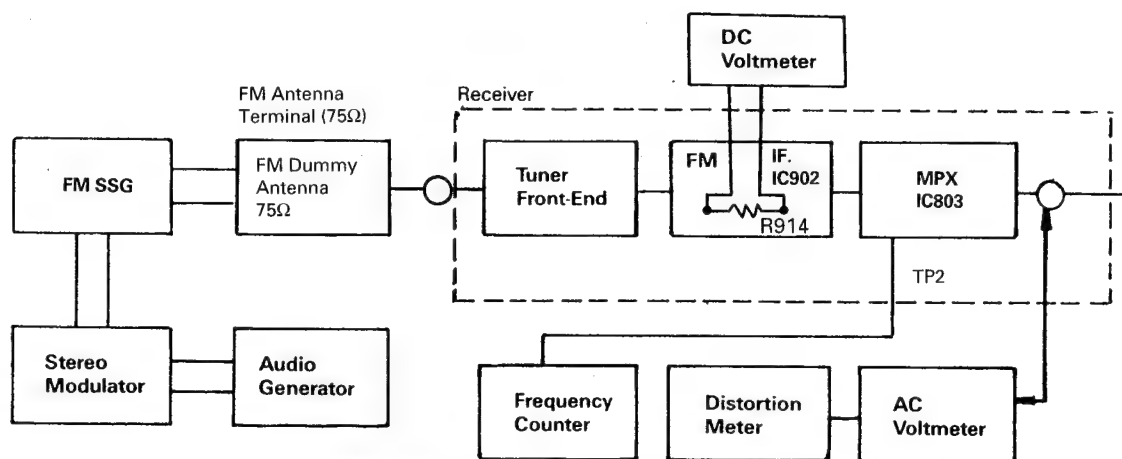 DC
Voltmeter
FM Antenna
Terminal (75Ω)
Receiver
FM SSG
FM Dummy
Antenna
75Ω
Tuner
Front-End
FM
IF.
IC902
R914
MPX
IC803
TP2
Stereo
Modulator
Audio
Generator
Frequency
Counter
Distortion
Meter
AC
Voltmeter